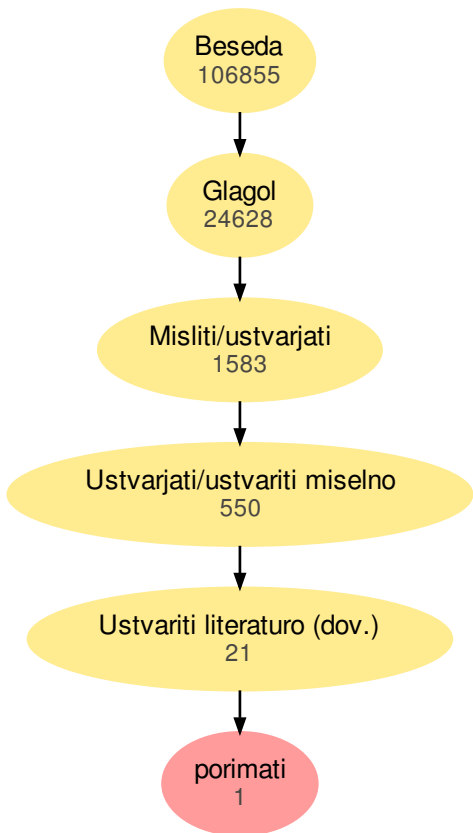 Beseda
106855
Glagol
24628
Misliti/ustvarjati
1583
Ustvarjati/ustvariti miselno
550
Ustvariti literaturo (dov.)
21
porimati
1